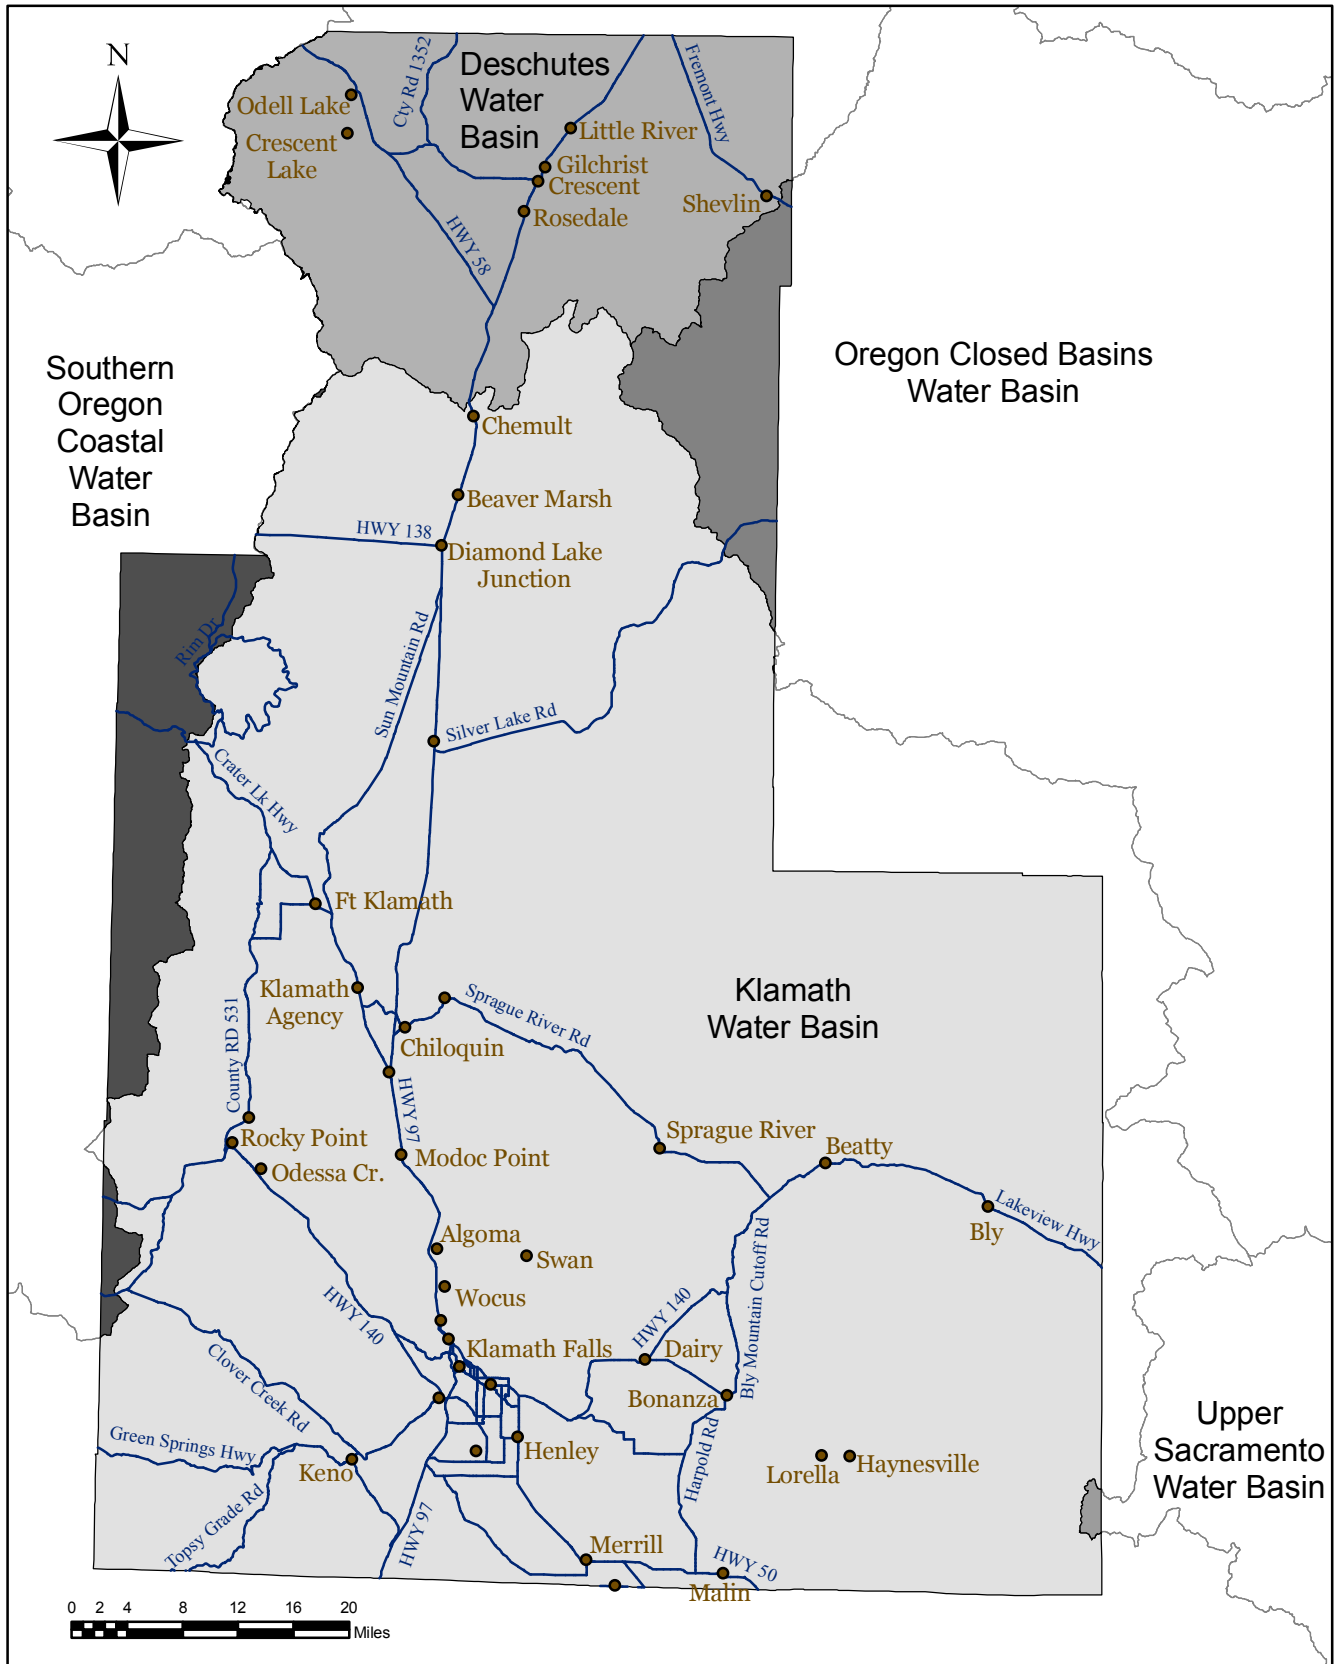 N
Deschutes
Water
Basin
Cty Rd 1352
Fremont Hwy
Odell Lake
Crescent
Lake
Little River
Gilchrist
Crescent
Rosedale
Shevlin
HWY 58
Southern
Oregon
Coastal
Water
Basin
Oregon Closed Basins
Water Basin
Chemult
Beaver Marsh
HWY 138
Diamond Lake
Junction
Rim Dr
Sun Mountain Rd
Silver Lake Rd
Crater Lk Hwy
Ft Klamath
Klamath
Agency
Klamath
Water Basin
Sprague River Rd
County RD 531
Chiloquin
HWY 97
Rocky Point
Odessa Cr.
Modoc Point
Sprague River
Beatty
Lakeview Hwy
Bly
Algoma
Swan
Wocus
Bly Mountain Cutoff Rd
HWY 140
HWY 140
Klamath Falls
Dairy
Bonanza
Clover Creek Rd
Green Springs Hwy
Keno
Henley
Harpold Rd
Lorella
Haynesville
Upper
Sacramento
Water Basin
Topsy Grade Rd
HWY 97
Merrill
HWY 50
Malin
0 2 4 8 12 16 20
Miles